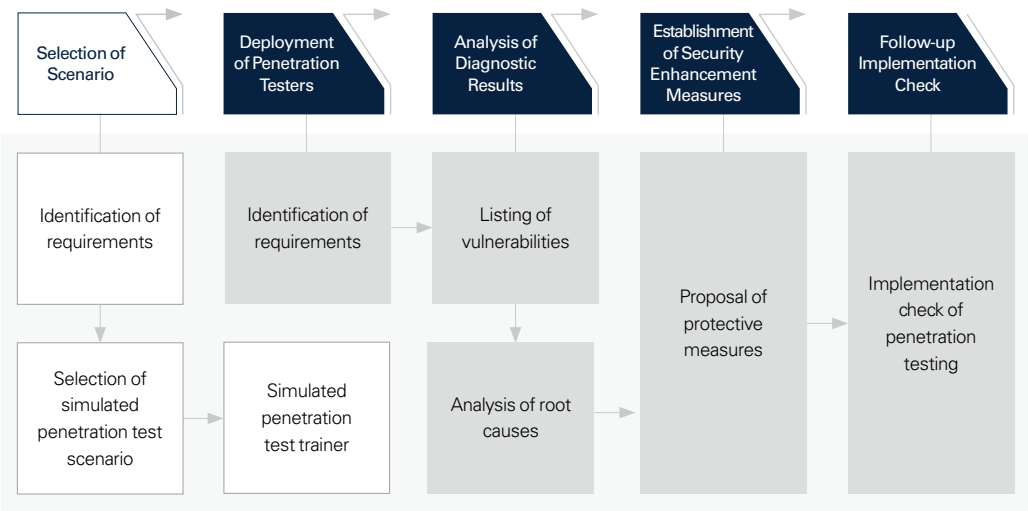 Selection of
Scenario
Deployment
of Penetration
Testers
Analysis of
Diagnostic
Results
Establishment
of Security
Enhancement
Measures
Follow-up
Implementation
Check
Identification of
requirements
Identification of
requirements
Listing of
vulnerabilities
Proposal of
protective
measures
Implementation
check of
penetration
testing
Selection of
simulated
penetration test
scenario
Simulated
penetration
test trainer
Analysis of root
causes